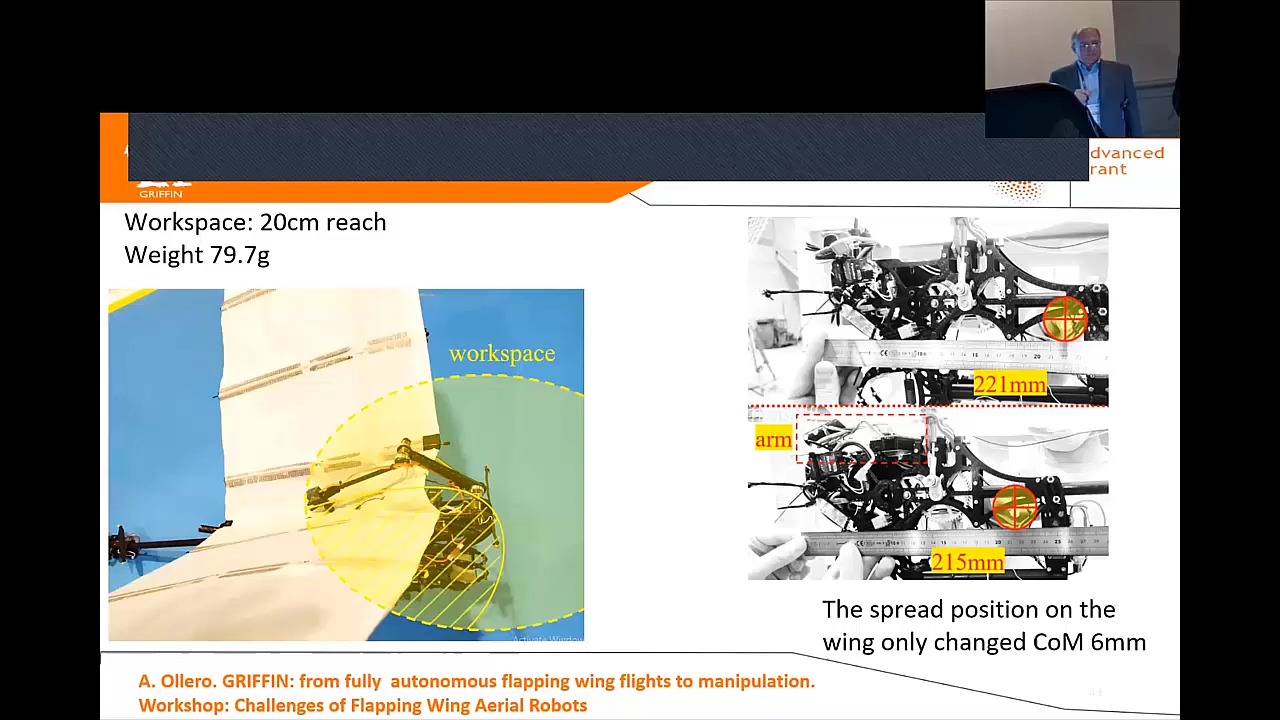 dvanced
rant
GRIFFIN
Workspace: 20cm reach
Weight 79.7g
workspace
221mm
arm
215mm
The spread position on the
wing only changed CoM 6mm
A. Ollero. GRIFFIN: from fully autonomous flapping wing flights to manipulation.
Workshop: Challenges of Flapping Wing Aerial Robots
44